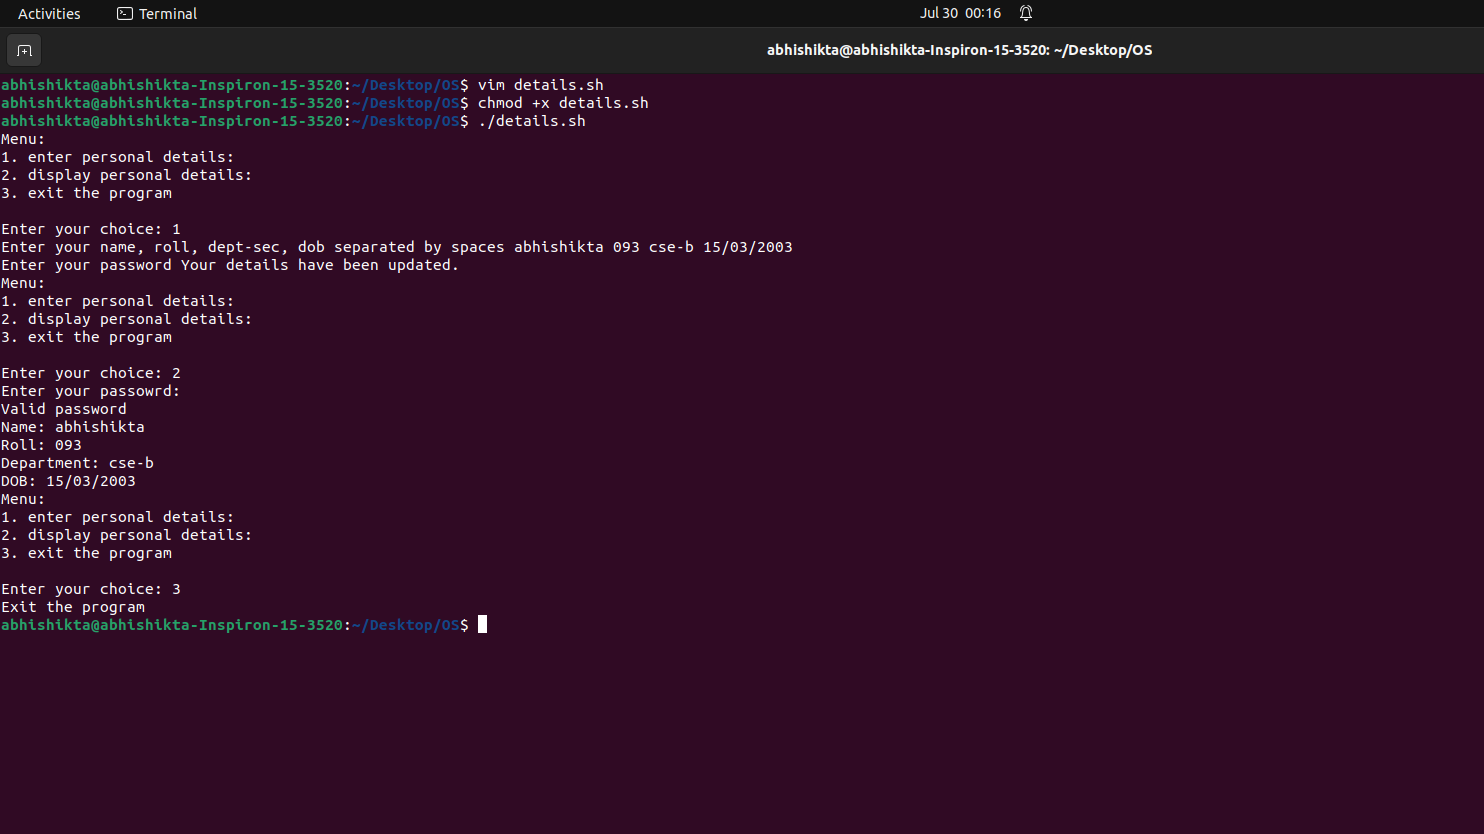 Activities Terminal Jul 30 00:16
abhishikta@abhishikta-Inspiron-15-3520: ~/Desktop/OS
abhishikta@abhishikta-Inspiron-15-3520:~/Desktop/OS$ vim details.sh
abhishikta@abhishikta-Inspiron-15-3520:~/Desktop/OS$ chmod +x details.sh
abhishikta@abhishikta-Inspiron-15-3520:~/Desktop/OS$ ./details.sh
Menu:
1. enter personal details:
2. display personal details:
3. exit the program

Enter your choice: 1
Enter your name, roll, dept-sec, dob separated by spaces abhishikta 093 cse-b 15/03/2003
Enter your password Your details have been updated.
Menu:
1. enter personal details:
2. display personal details:
3. exit the program

Enter your choice: 2
Enter your passowrd:
Valid password
Name: abhishikta
Roll: 093
Department: cse-b
DOB: 15/03/2003
Menu:
1. enter personal details:
2. display personal details:
3. exit the program

Enter your choice: 3
Exit the program
abhishikta@abhishikta-Inspiron-15-3520:~/Desktop/OS$